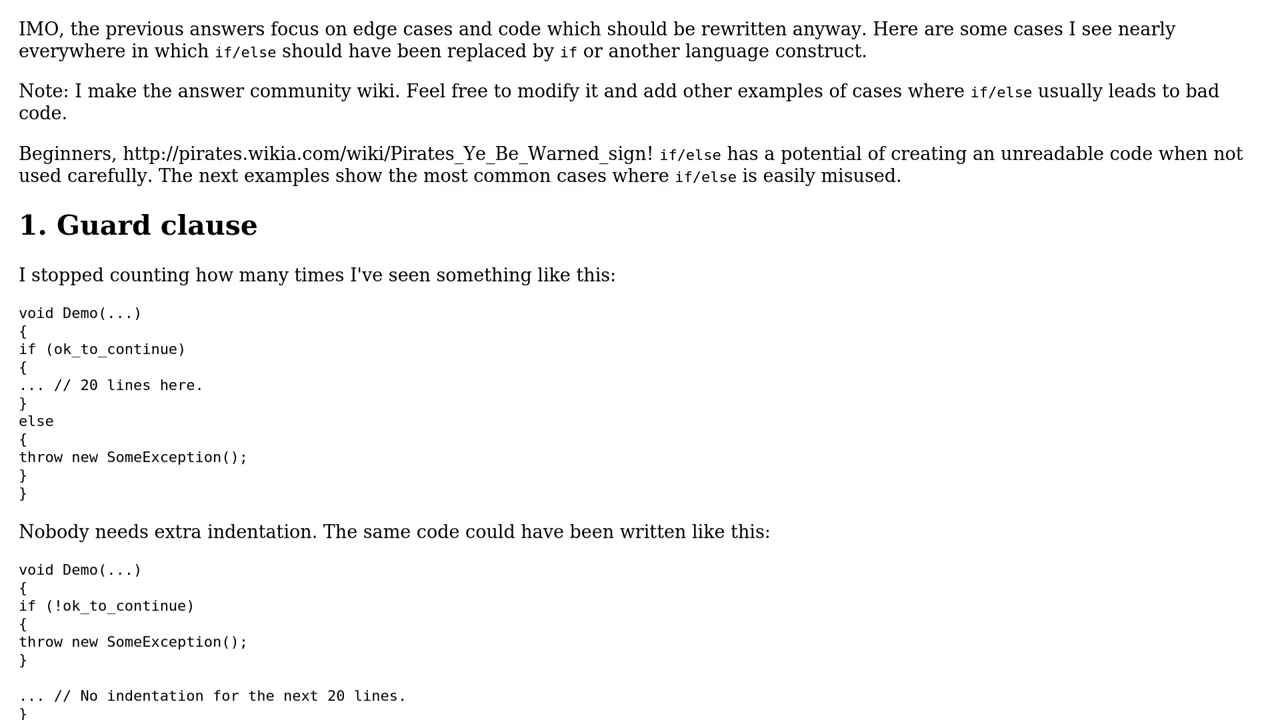 IMO, the previous answers focus on edge cases and code which should be rewritten anyway. Here are some cases I see nearly
everywhere in which if/else should have been replaced by if or another language construct.
Note: I make the answer community wiki. Feel free to modify it and add other examples of cases where if/else usually leads to bad
code.
Beginners, http://pirates.wikia.com/wiki/Pirates_Ye_Be_Warned_sign! if/else has a potential of creating an unreadable code when not
used carefully. The next examples show the most common cases where if/else is easily misused.
1. Guard clause
I stopped counting how many times I've seen something like this:
void Demo(...)
{
if (ok_to_continue)
{
... // 20 lines here.
}
else
{
throw new SomeException();
}
}
Nobody needs extra indentation. The same code could have been written like this:
void Demo(...)
{
if (!ok_to_continue)
{
throw new SomeException();
}
... // No indentation for the next 20 lines.
}